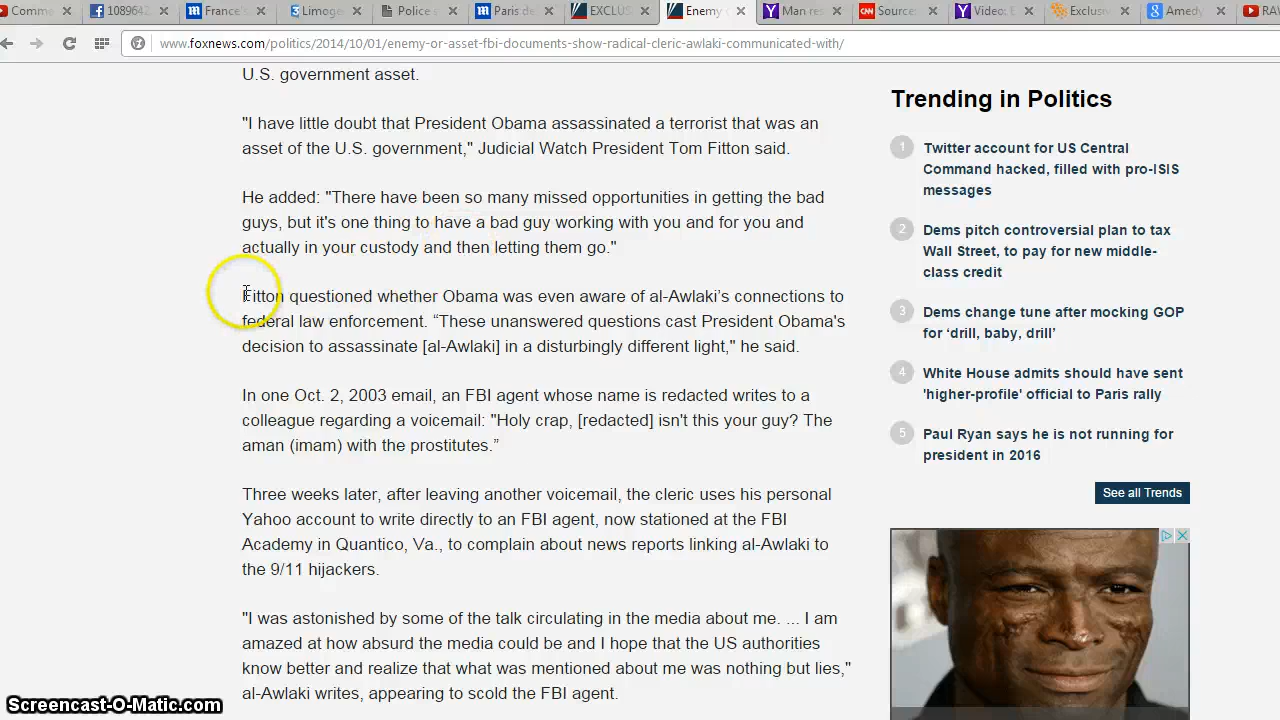 Comme
1089642
France's
Limoge
Police
Paris de
EXCLUS
Enemy
Man res
Source
Video: E
Exclusiv
Amedy
RAW
www.foxnews.com/politics/2014/10/01/enemy-or-asset-fbi-documents-show-radical-cleric-awlaki-communicated-with/
U.S. government asset.
"I have little doubt that President Obama assassinated a terrorist that was an
asset of the U.S. government," Judicial Watch President Tom Fitton said.
He added: "There have been so many missed opportunities in getting the bad
guys, but it's one thing to have a bad guy working with you and for you and
actually in your custody and then letting them go."
Fitton questioned whether Obama was even aware of al-Awlaki’s connections to
federal law enforcement. “These unanswered questions cast President Obama's
decision to assassinate [al-Awlaki] in a disturbingly different light," he said.
In one Oct. 2, 2003 email, an FBI agent whose name is redacted writes to a
colleague regarding a voicemail: "Holy crap, [redacted] isn't this your guy? The
aman (imam) with the prostitutes.”
Three weeks later, after leaving another voicemail, the cleric uses his personal
Yahoo account to write directly to an FBI agent, now stationed at the FBI
Academy in Quantico, Va., to complain about news reports linking al-Awlaki to
the 9/11 hijackers.
"I was astonished by some of the talk circulating in the media about me. ... I am
amazed at how absurd the media could be and I hope that the US authorities
know better and realize that what was mentioned about me was nothing but lies,"
al-Awlaki writes, appearing to scold the FBI agent.
Trending in Politics
1 Twitter account for US Central
Command hacked, filled with pro-ISIS
messages
2 Dems pitch controversial plan to tax
Wall Street, to pay for new middle-
class credit
3 Dems change tune after mocking GOP
for ‘drill, baby, drill’
4 White House admits should have sent
'higher-profile' official to Paris rally
5 Paul Ryan says he is not running for
president in 2016
See all Trends
Screencast-O-Matic.com